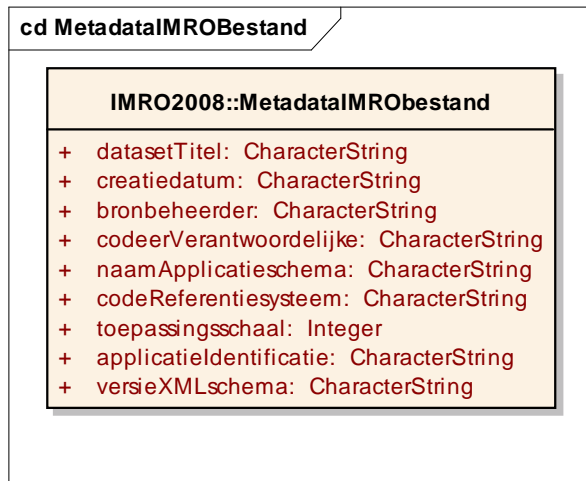 cd MetadataIMROBestand
IMRO2008::MetadataIMRObestand
+ datasetTitel: CharacterString
+ creatiedatum: CharacterString
+ bronbeheerder: CharacterString
+ codeerVerantwoordelijke: CharacterString
+ naamApplicatieschema: CharacterString
+ codeReferentiesysteem: CharacterString
+ toepassingsschaal: Integer
+ applicatieIdentificatie: CharacterString
+ versieXMLschema: CharacterString